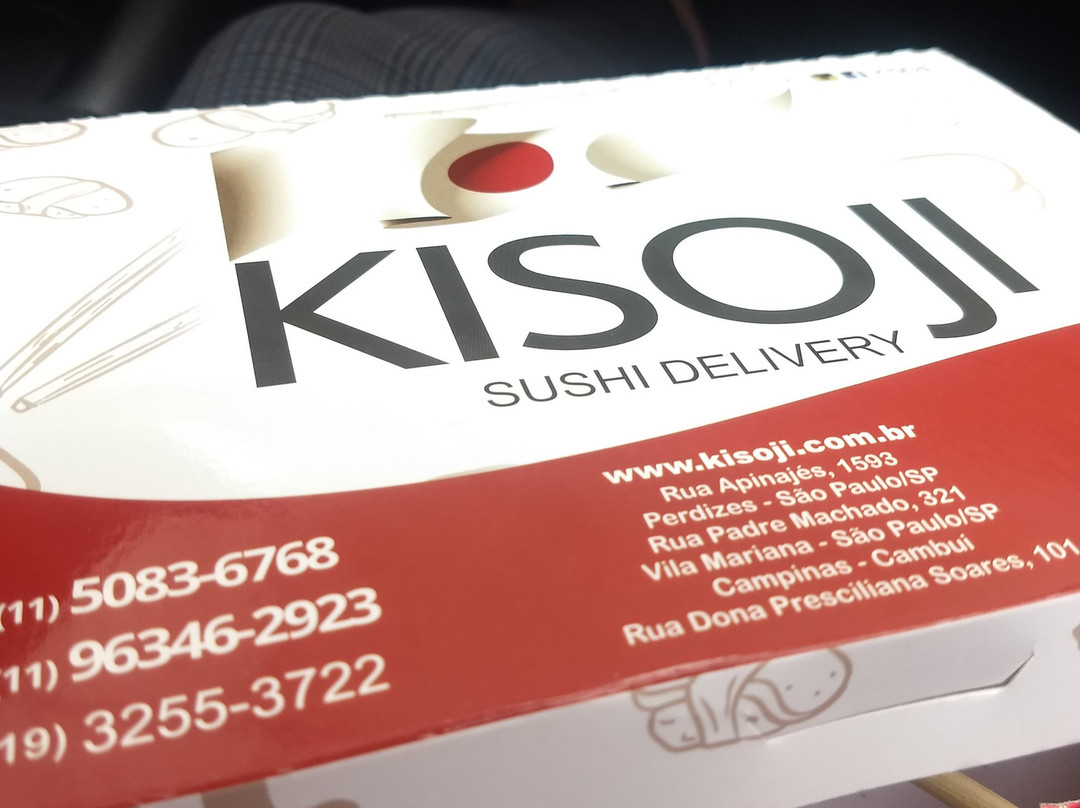 KISOJI
SUSHI DELIVERY
www.kisoji.com.br
Rua Apinajés, 1593
Perdizes - São Paulo/SP
Rua Padre Machado, 321
Vila Mariana - São Paulo/SP
Campinas - Cambuí
Rua Dona Presciliana Soares, 101
(11) 5083-6768
(11) 96346-2923
19) 3255-3722